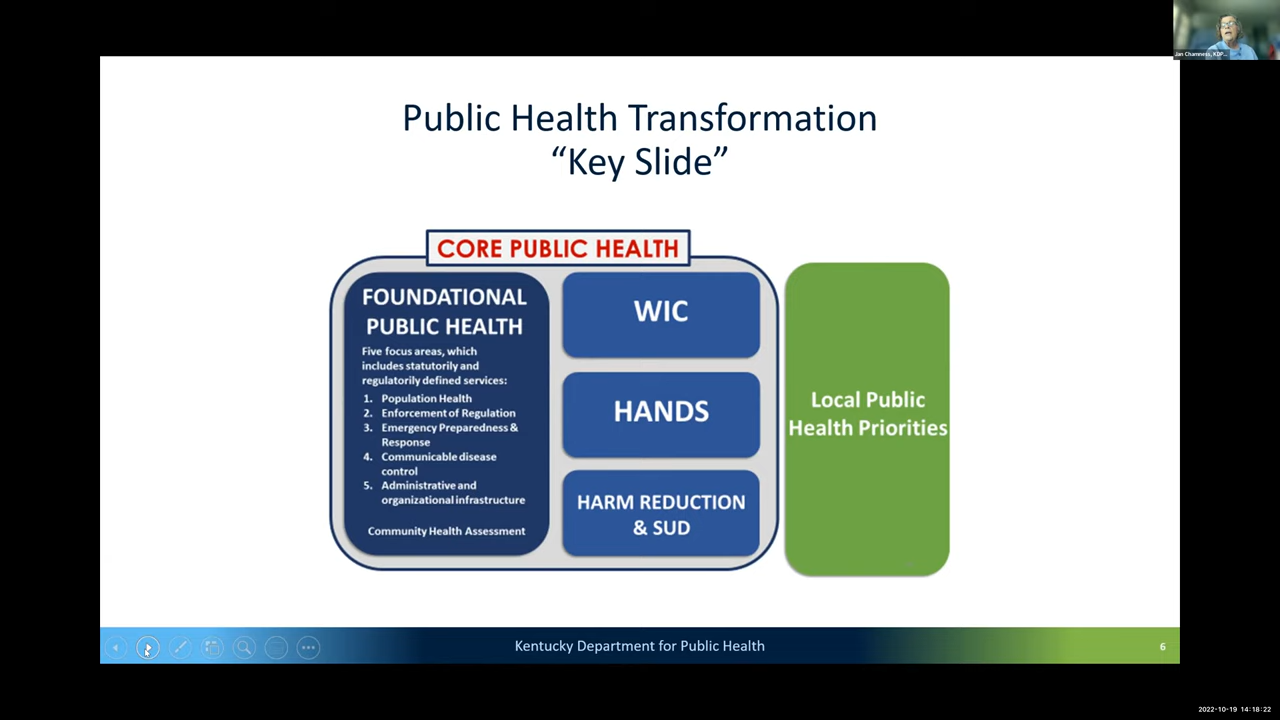 Jan Chamness, KDP...
Public Health Transformation
“Key Slide”
CORE PUBLIC HEALTH
FOUNDATIONAL
PUBLIC HEALTH
Five focus areas, which
includes statutorily and
regulatorily defined services:
1. Population Health
2. Enforcement of Regulation
3. Emergency Preparedness &
Response
4. Communicable disease
control
5. Administrative and
organizational infrastructure
Community Health Assessment
WIC
HANDS
HARM REDUCTION
& SUD
Local Public
Health Priorities
Kentucky Department for Public Health
6
2022-10-19 14:18:22